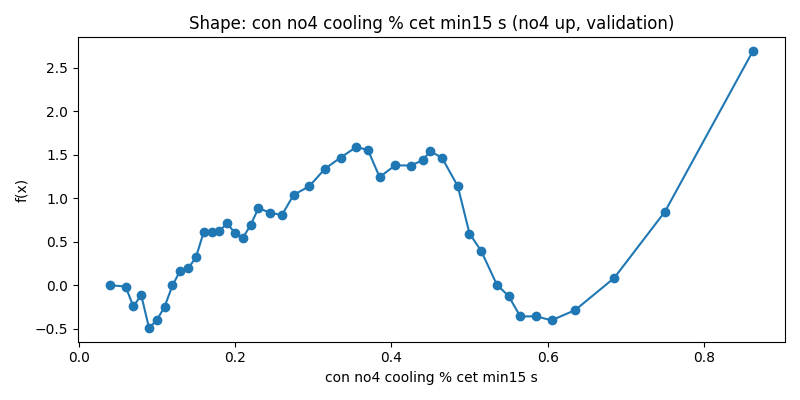 Shape: con no4 cooling % cet min15 s (no4 up, validation)
f(x)
2.5
2.0
1.5
1.0
0.5
0.0
−0.5
0.0 0.2 0.4 0.6 0.8
con no4 cooling % cet min15 s